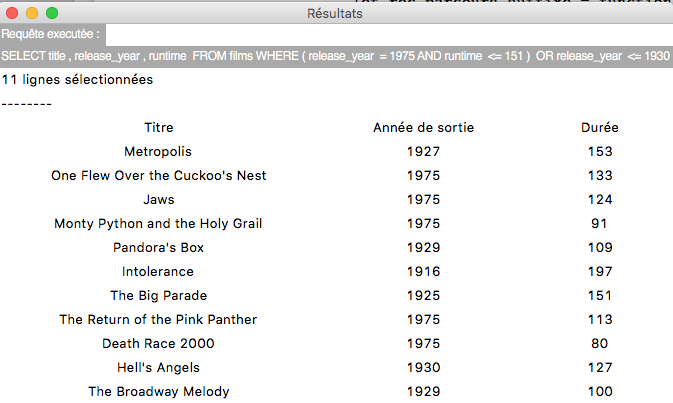 Résultats
Requête executée :
SELECT title , release_year , runtime FROM films WHERE ( release_year = 1975 AND runtime <= 151 ) OR release_year <= 1930
11 lignes sélectionnées
--------
Titre Année de sortie Durée
Metropolis 1927 153
One Flew Over the Cuckoo's Nest 1975 133
Jaws 1975 124
Monty Python and the Holy Grail 1975 91
Pandora's Box 1929 109
Intolerance 1916 197
The Big Parade 1925 151
The Return of the Pink Panther 1975 113
Death Race 2000 1975 80
Hell's Angels 1930 127
The Broadway Melody 1929 100